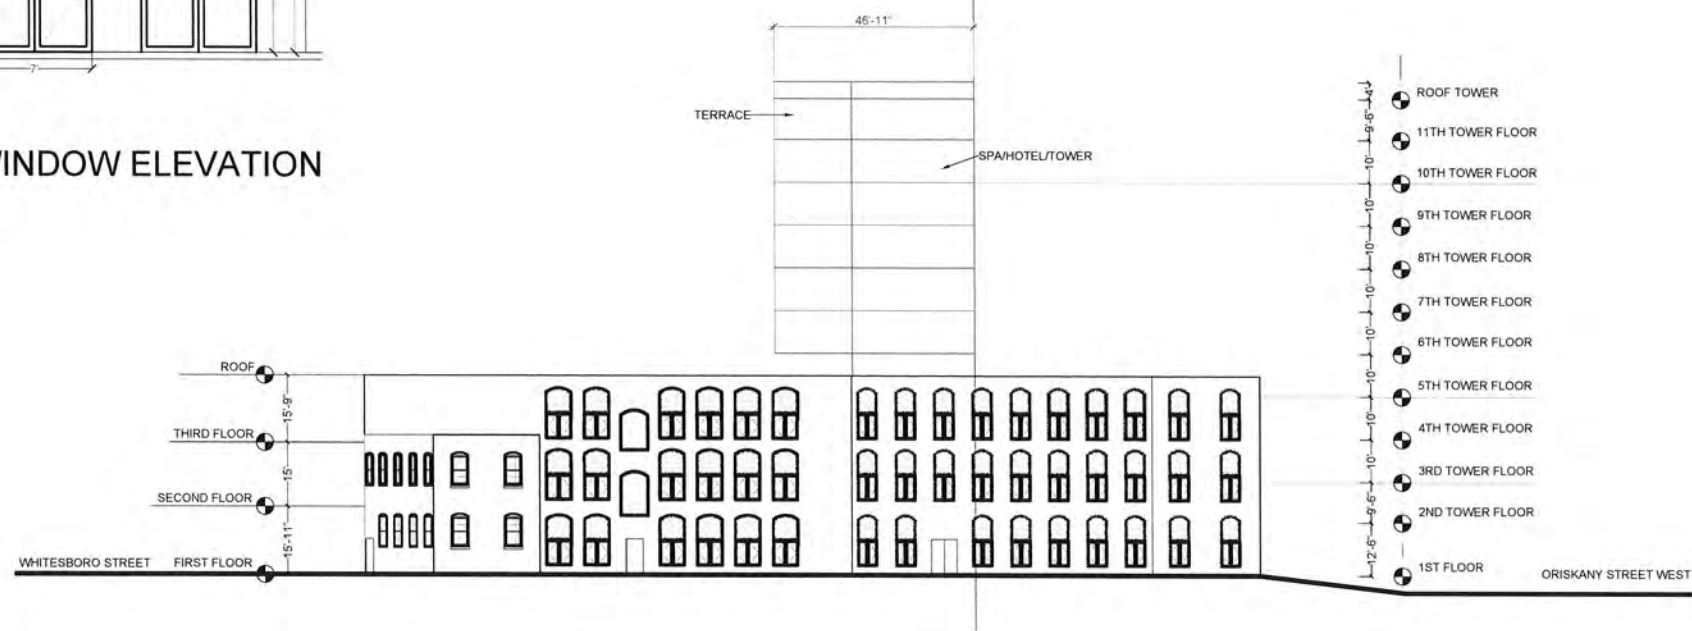 46'-11"
7'
WINDOW ELEVATION
TERRACE
SPA/HOTEL/TOWER
4'
ROOF TOWER
9'-6"
11TH TOWER FLOOR
10'
10TH TOWER FLOOR
10'
9TH TOWER FLOOR
10'
8TH TOWER FLOOR
10'
7TH TOWER FLOOR
10'
6TH TOWER FLOOR
10'
5TH TOWER FLOOR
10'
4TH TOWER FLOOR
10'
3RD TOWER FLOOR
9'-6"
2ND TOWER FLOOR
12'-6"
1ST FLOOR
ORISKANY STREET WEST
ROOF
15'-9"
THIRD FLOOR
15'
SECOND FLOOR
15'-11"
WHITESBORO STREET FIRST FLOOR